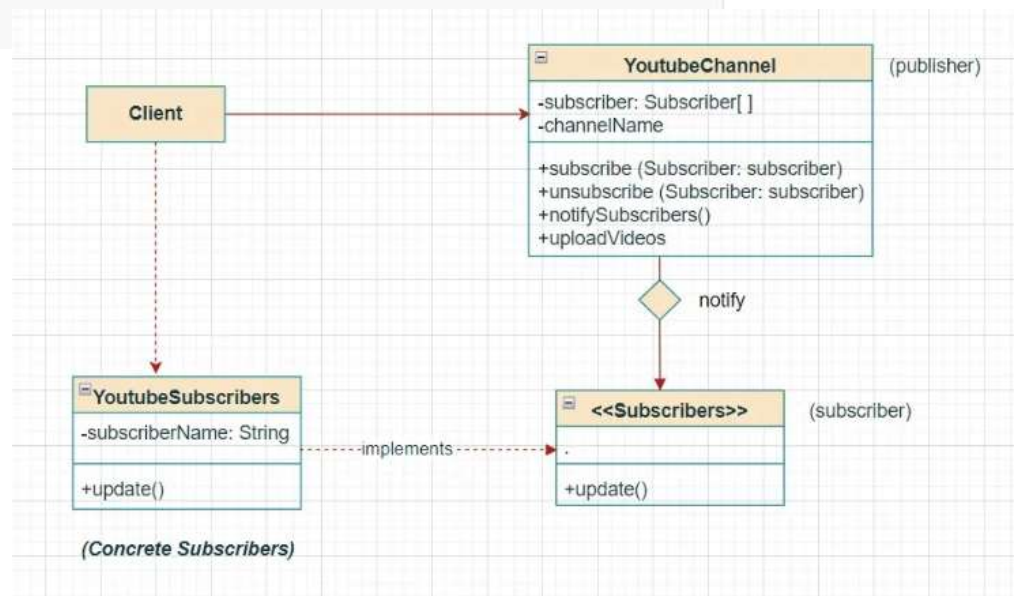 YoutubeChannel
(publisher)
-subscriber: Subscriber[ ]
-channelName
+subscribe (Subscriber: subscriber)
+unsubscribe (Subscriber: subscriber)
+notifySubscribers()
+uploadVideos
Client
notify
YoutubeSubscribers
-subscriberName: String
+update()
(Concrete Subscribers)
implements
<<Subscribers>>
(subscriber)
.
+update()